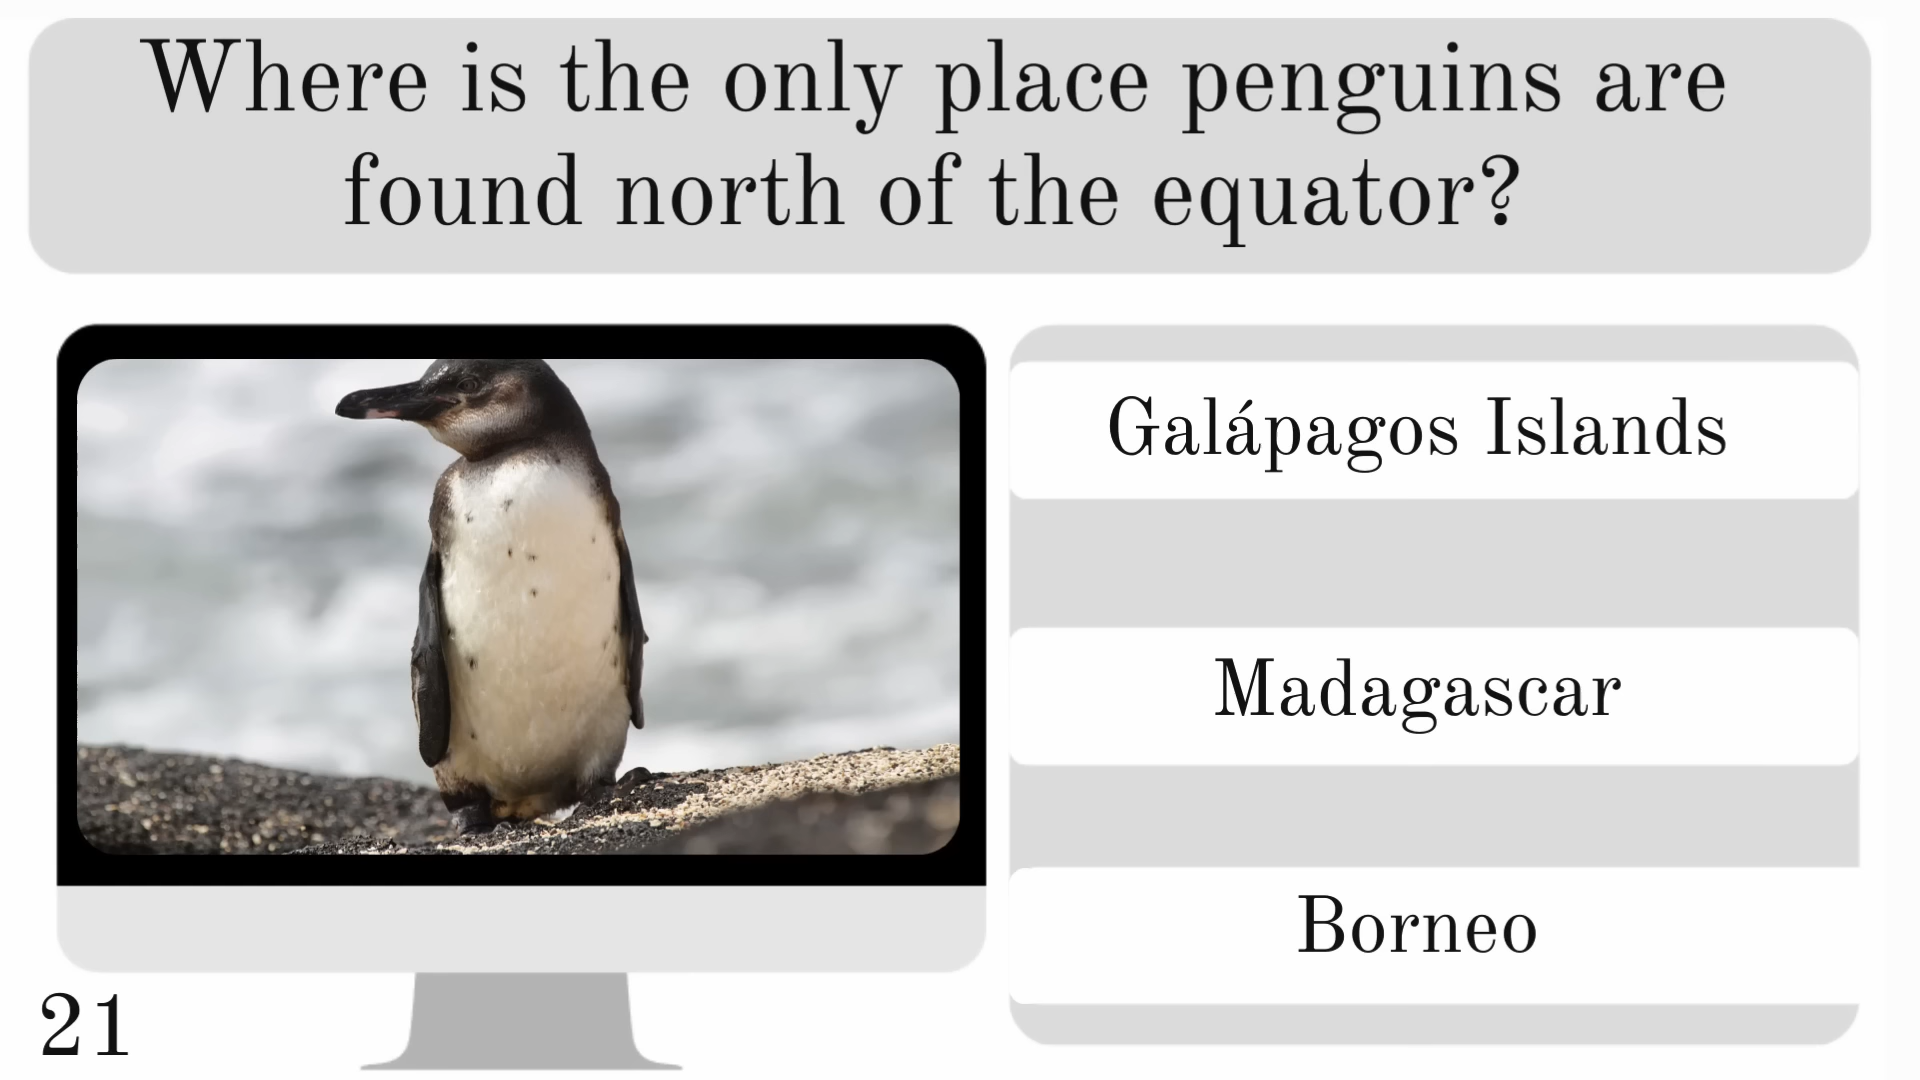 Where is the only place penguins are
found north of the equator?
Galápagos Islands
Madagascar
Borneo
21